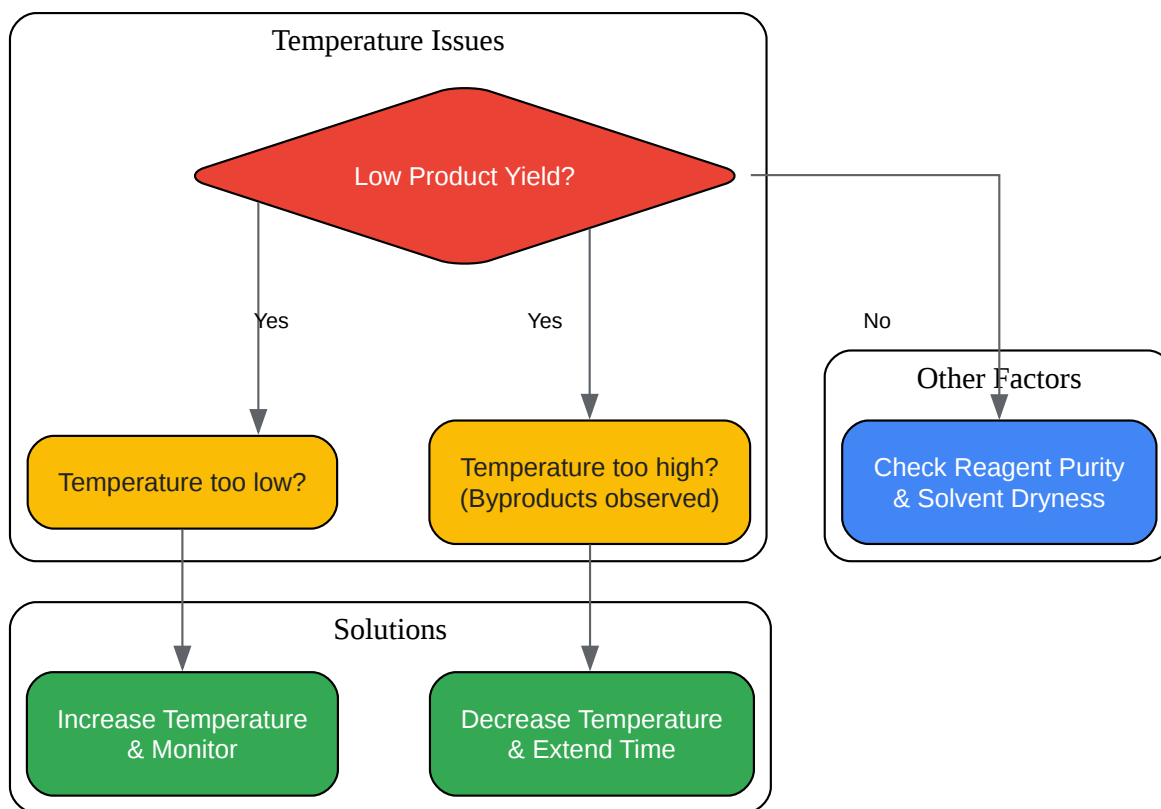 Temperature Issues
Low Product Yield?
Yes
Yes
No
Other Factors
Temperature too low?
Temperature too high?
(Byproducts observed)
Check Reagent Purity
& Solvent Dryness
Solutions
Increase Temperature
& Monitor
Decrease Temperature
& Extend Time